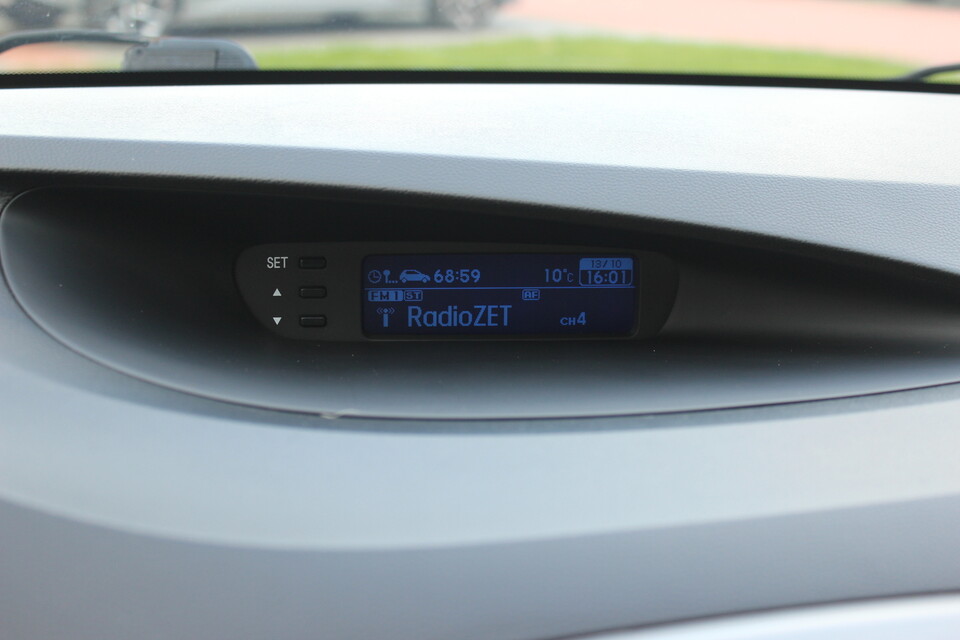 SET
68:59 10°C 13/10 16:01
FM1 ST AF
RadioZET CH4